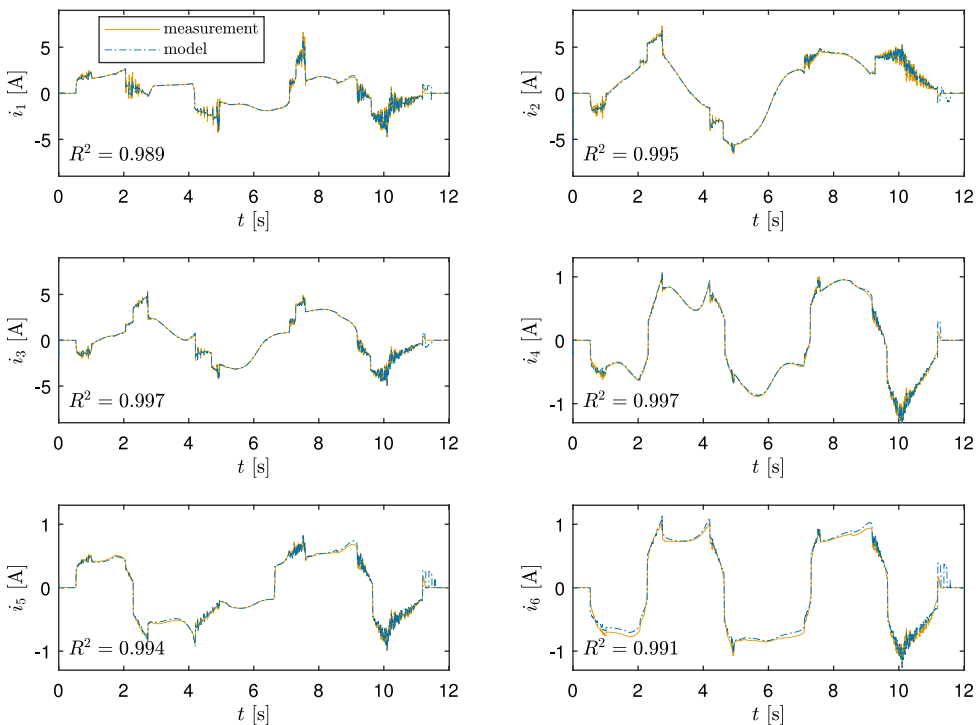 measurement
model
5
0
-5
i₁ [A]
R² = 0.989
0 2 4 6 8 10 12
t [s]
5
0
-5
i₂ [A]
R² = 0.995
0 2 4 6 8 10 12
t [s]
5
0
-5
i₃ [A]
R² = 0.997
0 2 4 6 8 10 12
t [s]
1
0
-1
i₄ [A]
R² = 0.997
0 2 4 6 8 10 12
t [s]
1
0
-1
i₅ [A]
R² = 0.994
0 2 4 6 8 10 12
t [s]
1
0
-1
i₆ [A]
R² = 0.991
0 2 4 6 8 10 12
t [s]